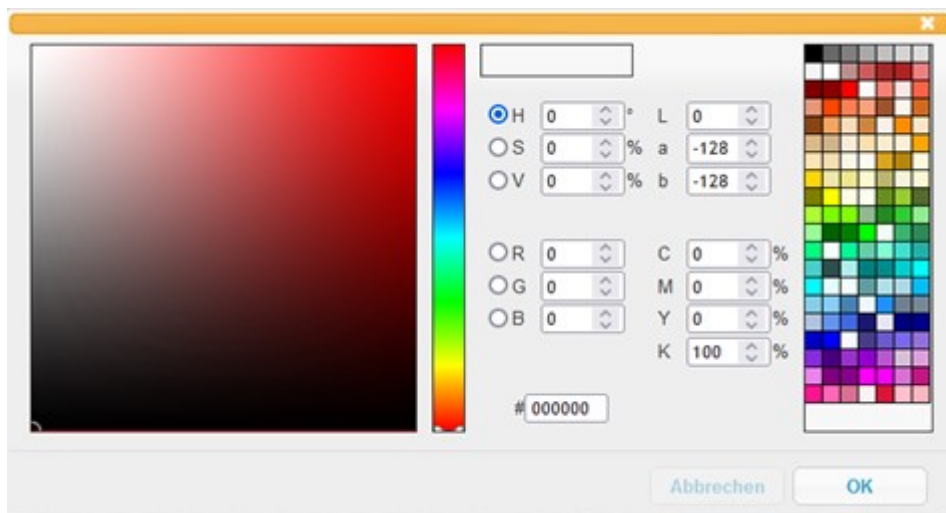 H 0 ° L 0
S 0 % a -128
V 0 % b -128
R 0 C 0 %
G 0 M 0 %
B 0 Y 0 %
K 100 %
# 000000
Abbrechen OK